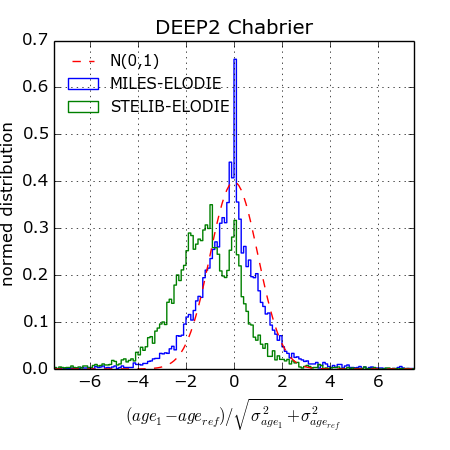 DEEP2 Chabrier
0.7
0.6
0.5
0.4
0.3
0.2
0.1
0.0
normed distribution
N(0,1)
MILES-ELODIE
STELIB-ELODIE
−6 −4 −2 0 2 4 6
(age₁−age_ref)/√(σ²_age₁+σ²_age_ref)